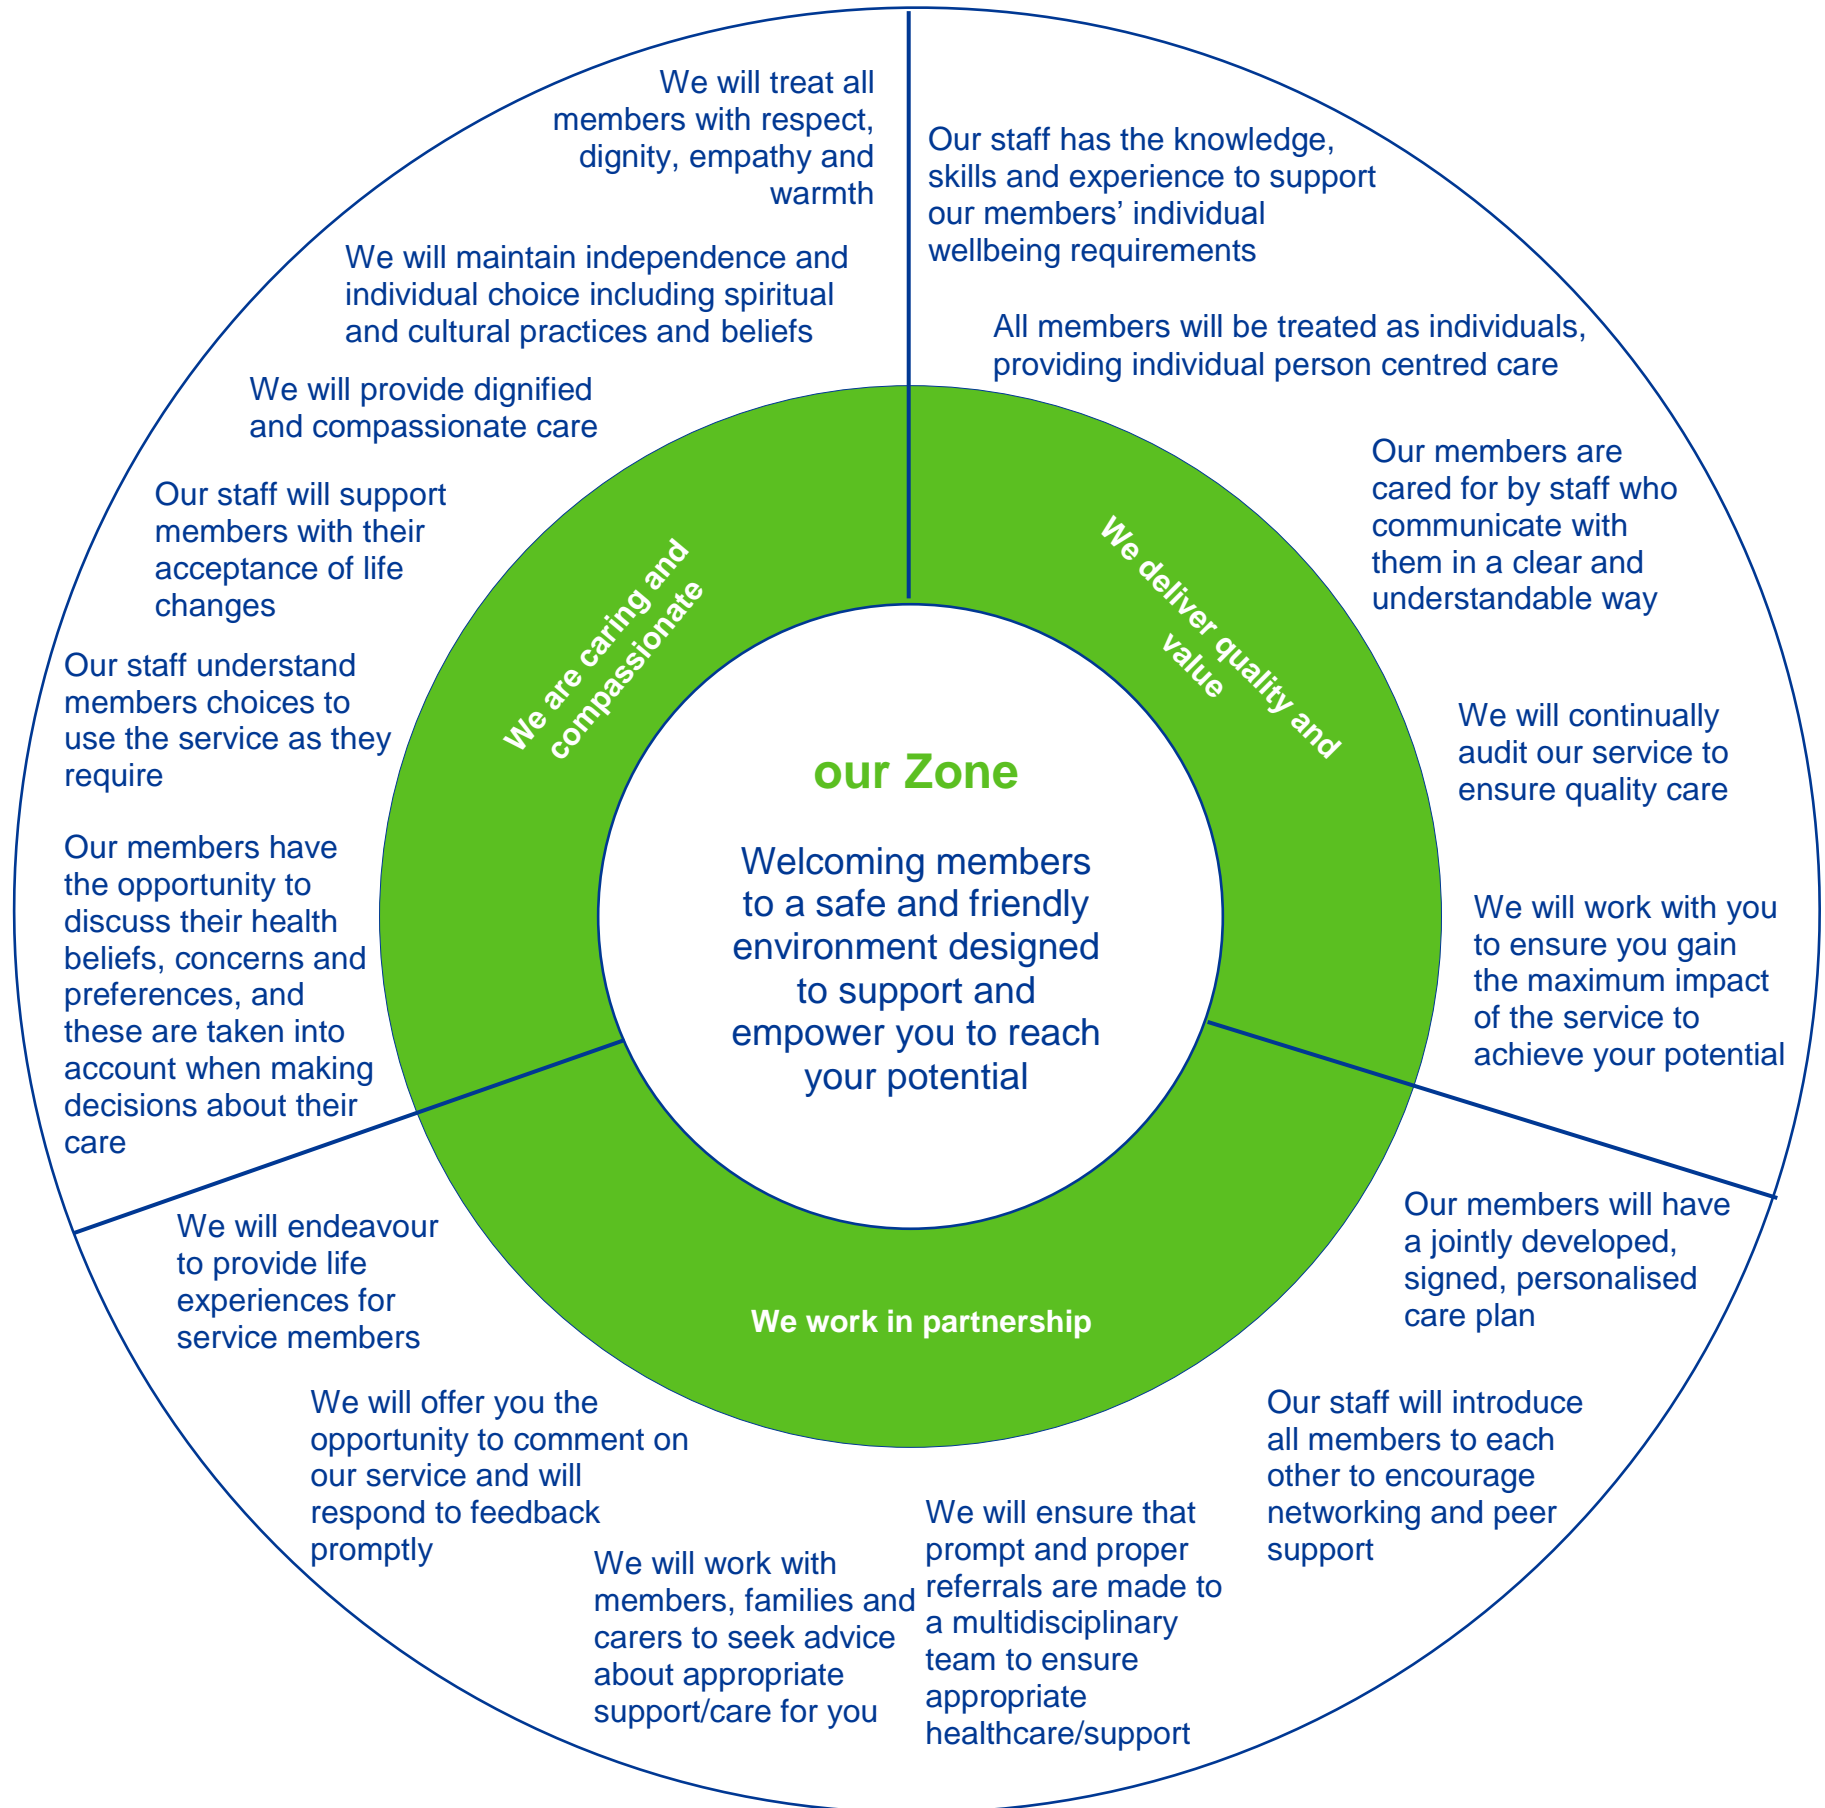 We will treat all
members with respect,
dignity, empathy and
warmth
We will maintain independence and
individual choice including spiritual
and cultural practices and beliefs
We will provide dignified
and compassionate care
Our staff will support
members with their
acceptance of life
changes
Our staff understand
members choices to
use the service as they
require
Our members have
the opportunity to
discuss their health
beliefs, concerns and
preferences, and
these are taken into
account when making
decisions about their
care
We are caring and
compassionate
Our staff has the knowledge,
skills and experience to support
our members’ individual
wellbeing requirements
All members will be treated as individuals,
providing individual person centred care
Our members are
cared for by staff who
communicate with
them in a clear and
understandable way
We will continually
audit our service to
ensure quality care
We will work with you
to ensure you gain
the maximum impact
of the service to
achieve your potential
We deliver quality and
value
our Zone
Welcoming members
to a safe and friendly
environment designed
to support and
empower you to reach
your potential
We work in partnership
Our members will have
a jointly developed,
signed, personalised
care plan
Our staff will introduce
all members to each
other to encourage
networking and peer
support
We will ensure that
prompt and proper
referrals are made to
a multidisciplinary
team to ensure
appropriate
healthcare/support
We will work with
members, families and
carers to seek advice
about appropriate
support/care for you
We will offer you the
opportunity to comment on
our service and will
respond to feedback
promptly
We will endeavour
to provide life
experiences for
service members